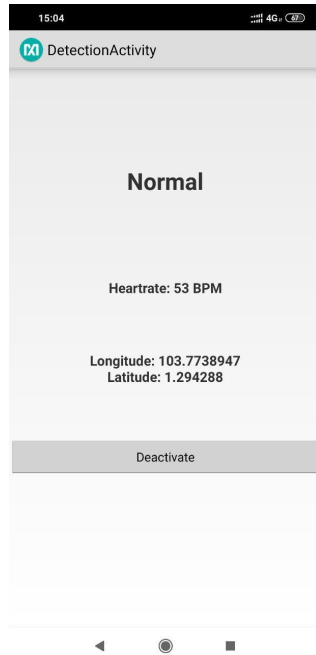 15:04
4G
67
DetectionActivity
Normal
Heartrate: 53 BPM
Longitude: 103.7738947
Latitude: 1.294288
Deactivate